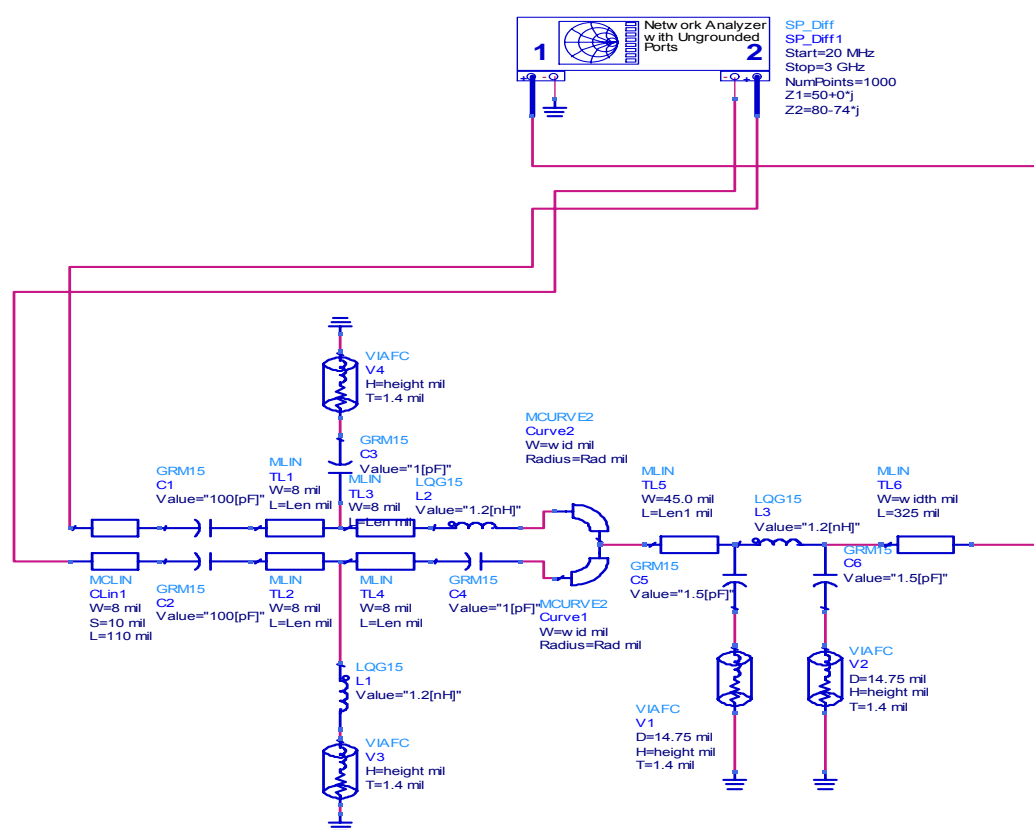 Network Analyzer
with Ungrounded
Ports
1
2
+
-
-
+
SP_Diff
SP_Diff1
Start=20 MHz
Stop=3 GHz
NumPoints=1000
Z1=50+0*j
Z2=80-74*j
VIAFC
V4
H=height mil
T=1.4 mil
GRM15
C3
Value="1[pF]"
MCURVE2
Curve2
W=wid mil
Radius=Rad mil
GRM15
C1
Value="100[pF]"
MLIN
TL1
W=8 mil
L=Len mil
MLIN
TL3
W=8 mil
L=Len mil
LQG15
L2
Value="1.2[nH]"
MLIN
TL5
W=45.0 mil
L=Len1 mil
LQG15
L3
Value="1.2[nH]"
MLIN
TL6
W=width mil
L=325 mil
MCLIN
CLin1
W=8 mil
S=10 mil
L=110 mil
GRM15
C2
Value="100[pF]"
MLIN
TL2
W=8 mil
L=Len mil
MLIN
TL4
W=8 mil
L=Len mil
GRM15
C4
Value="1[pF]"
MCURVE2
Curve1
W=wid mil
Radius=Rad mil
GRM15
C5
Value="1.5[pF]"
GRM15
C6
Value="1.5[pF]"
LQG15
L1
Value="1.2[nH]"
VIAFC
V3
H=height mil
T=1.4 mil
VIAFC
V1
D=14.75 mil
H=height mil
T=1.4 mil
VIAFC
V2
D=14.75 mil
H=height mil
T=1.4 mil